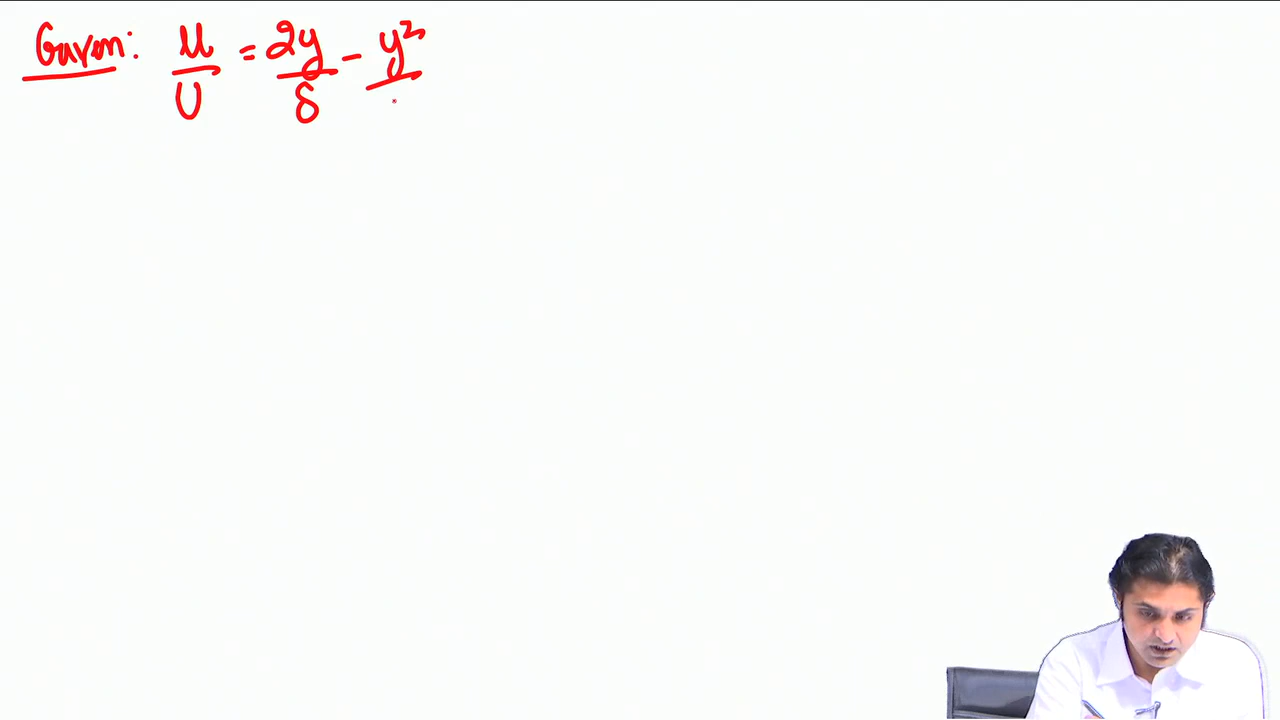 Given: u/U = 2y/δ - y²/